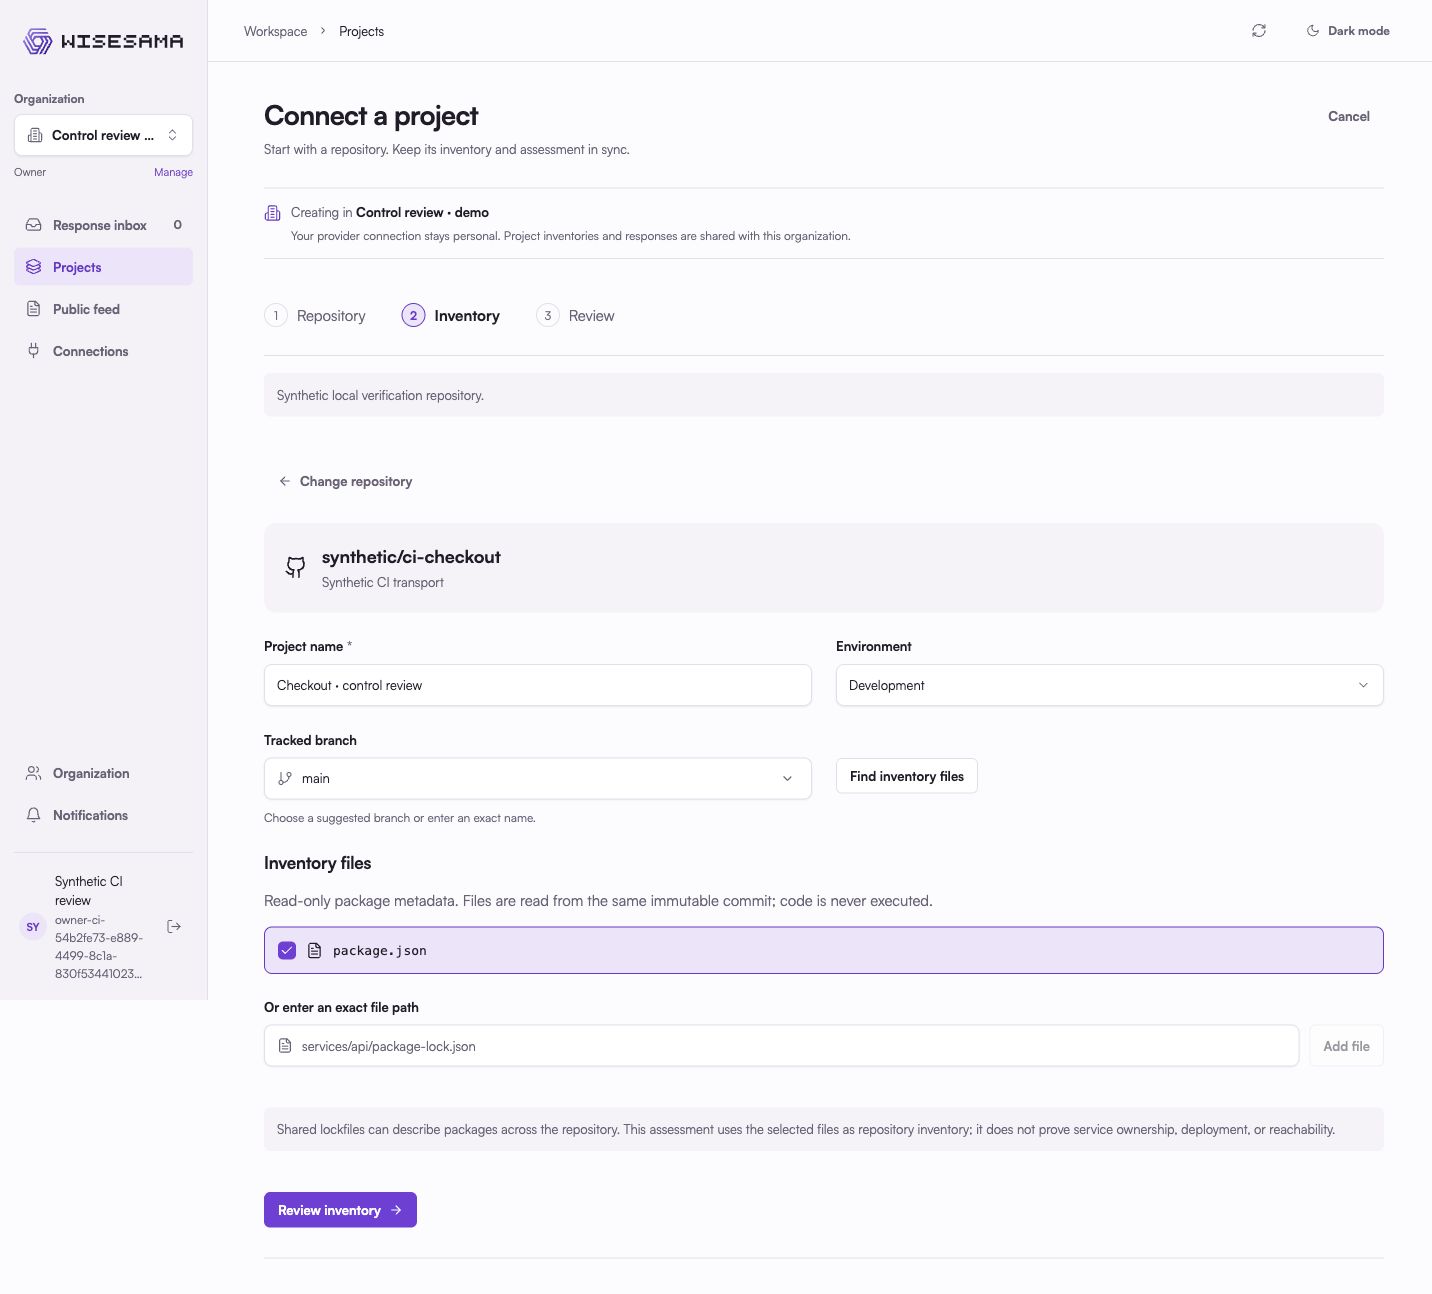 WISESAMA
Workspace > Projects
Dark mode
Organization
Control review ...
Owner
Manage
Response inbox 0
Projects
Public feed
Connections
Organization
Notifications
Synthetic CI
review
SY
owner-ci-
54b2fe73-e889-
4499-8c1a-
830f53441023...
Connect a project
Cancel
Start with a repository. Keep its inventory and assessment in sync.
Creating in Control review · demo
Your provider connection stays personal. Project inventories and responses are shared with this organization.
1 Repository
2 Inventory
3 Review
Synthetic local verification repository.
Change repository
synthetic/ci-checkout
Synthetic CI transport
Project name *
Environment
Checkout · control review
Development
Tracked branch
main
Find inventory files
Choose a suggested branch or enter an exact name.
Inventory files
Read-only package metadata. Files are read from the same immutable commit; code is never executed.
package.json
Or enter an exact file path
services/api/package-lock.json
Add file
Shared lockfiles can describe packages across the repository. This assessment uses the selected files as repository inventory; it does not prove service ownership, deployment, or reachability.
Review inventory